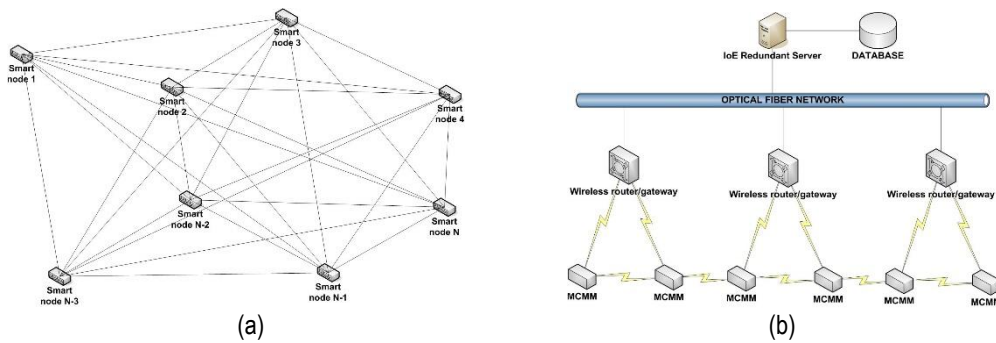 Smart
node 3
Smart
node 1
Smart
node 2
Smart
node 4
Smart
node N-2
Smart
node N
Smart
node N-3
Smart
node N-1
(a)
IoE Redundant Server
DATABASE
OPTICAL FIBER NETWORK
Wireless router/gateway
Wireless router/gateway
Wireless router/gateway
MCMM
MCMM
MCMM
MCMM
MCMM
MCMM
(b)